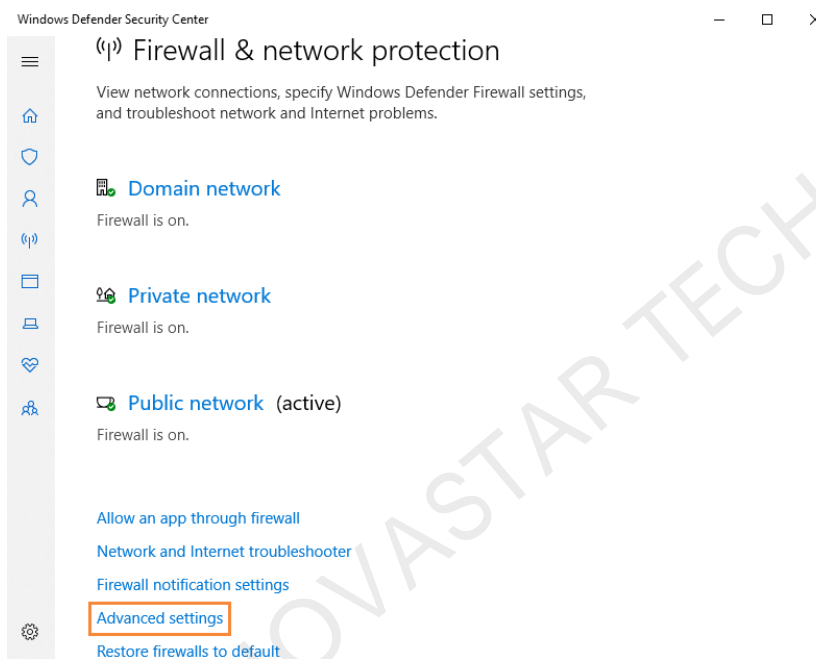 Windows Defender Security Center
Firewall & network protection
View network connections, specify Windows Defender Firewall settings,
and troubleshoot network and Internet problems.
Domain network
Firewall is on.
Private network
Firewall is on.
Public network (active)
Firewall is on.
Allow an app through firewall
Network and Internet troubleshooter
Firewall notification settings
Advanced settings
Restore firewalls to default
OVASTAR TECH